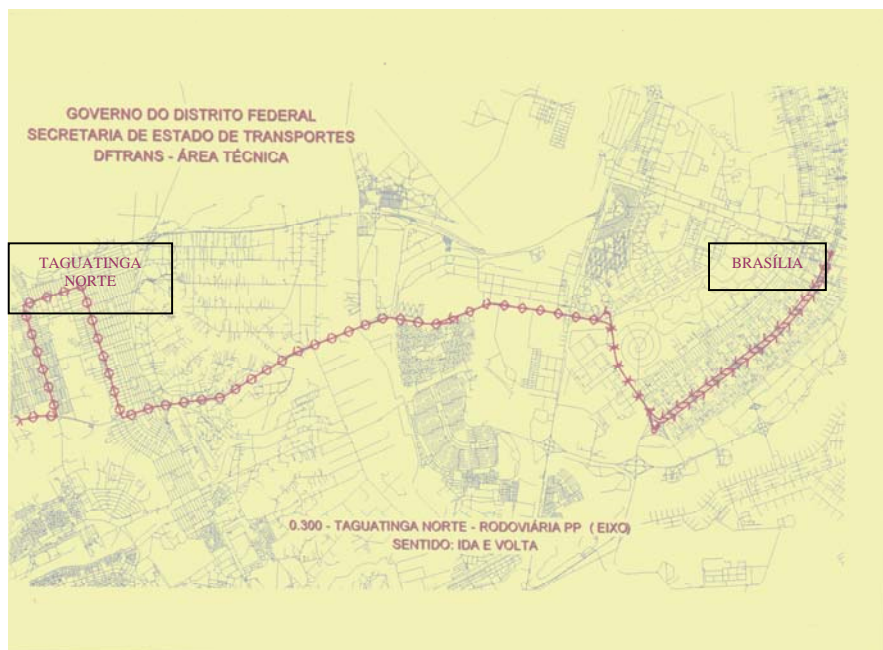 GOVERNO DO DISTRITO FEDERAL
SECRETARIA DE ESTADO DE TRANSPORTES
DFTRANS - ÁREA TÉCNICA
TAGUATINGA
NORTE
BRASÍLIA
0.300 - TAGUATINGA NORTE - RODOVIÁRIA PP ( EIXO)
SENTIDO: IDA E VOLTA